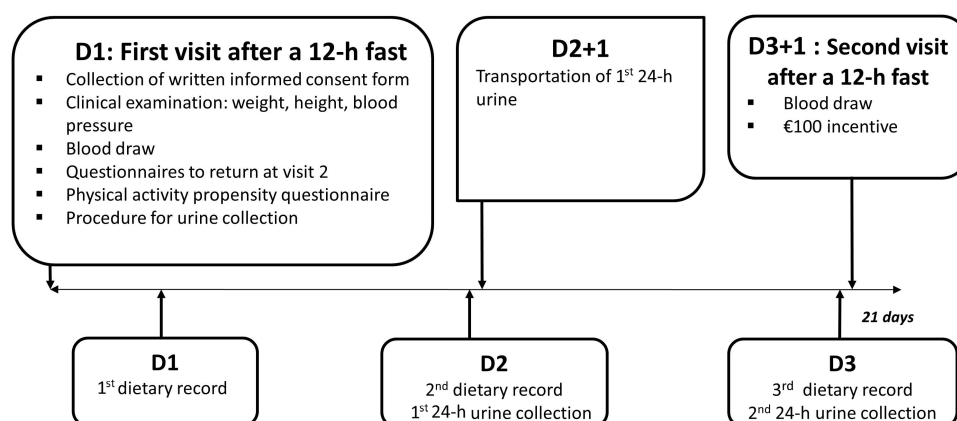 D1: First visit after a 12-h fast
▪ Collection of written informed consent form
▪ Clinical examination: weight, height, blood
pressure
▪ Blood draw
▪ Questionnaires to return at visit 2
▪ Physical activity propensity questionnaire
▪ Procedure for urine collection
D2+1
Transportation of 1st 24-h
urine
D3+1 : Second visit
after a 12-h fast
▪ Blood draw
▪ €100 incentive
21 days
D1
1st dietary record
D2
2nd dietary record
1st 24-h urine collection
D3
3rd dietary record
2nd 24-h urine collection